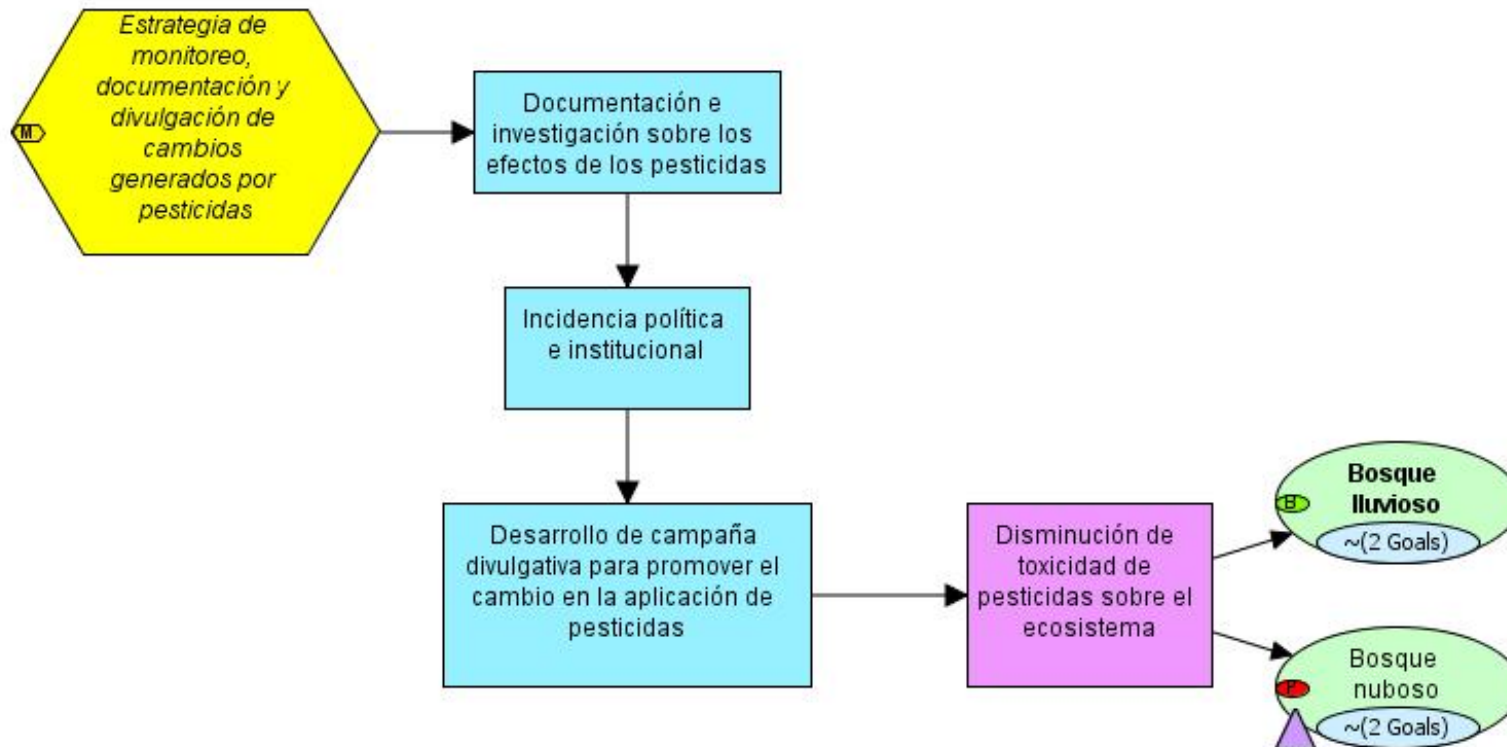 Estrategia de
monitoreo,
documentación y
divulgación de
cambios
generados por
pesticidas
M
Documentación e
investigación sobre los
efectos de los pesticidas
Incidencia política
e institucional
Desarrollo de campaña
divulgativa para promover el
cambio en la aplicación de
pesticidas
Disminución de
toxicidad de
pesticidas sobre el
ecosistema
Bosque
lluvioso
B
~(2 Goals)
Bosque
nuboso
P
~(2 Goals)